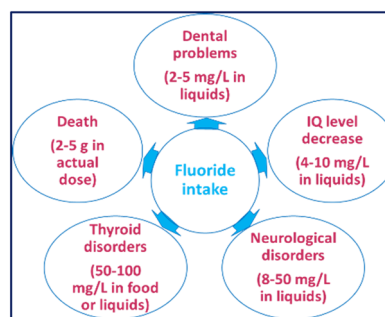 Dental
problems
(2-5 mg/L in
liquids)
IQ level
decrease
(4-10 mg/L
in liquids)
Neurological
disorders
(8-50 mg/L
in liquids)
Thyroid
disorders
(50-100
mg/L in food
or liquids)
Death
(2-5 g in
actual
dose)
Fluoride
intake